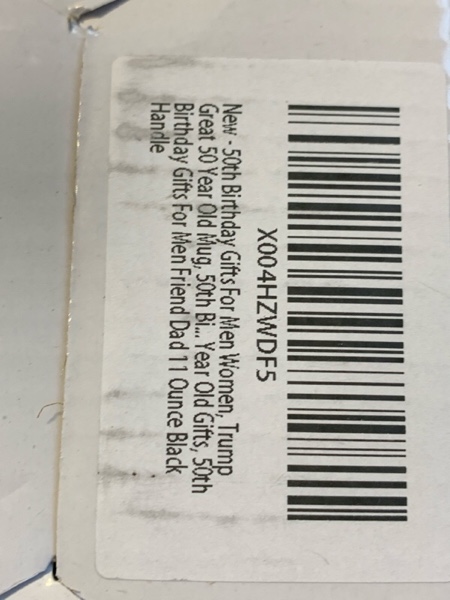 X004HZWDF5
New - 50th Birthday Gifts For Men Women, Trump
Great 50 Year Old Mug, 50th Bi... Year Old Gifts, 50th
Birthday Gifts For Men Friend Dad 11 Ounce Black
Handle